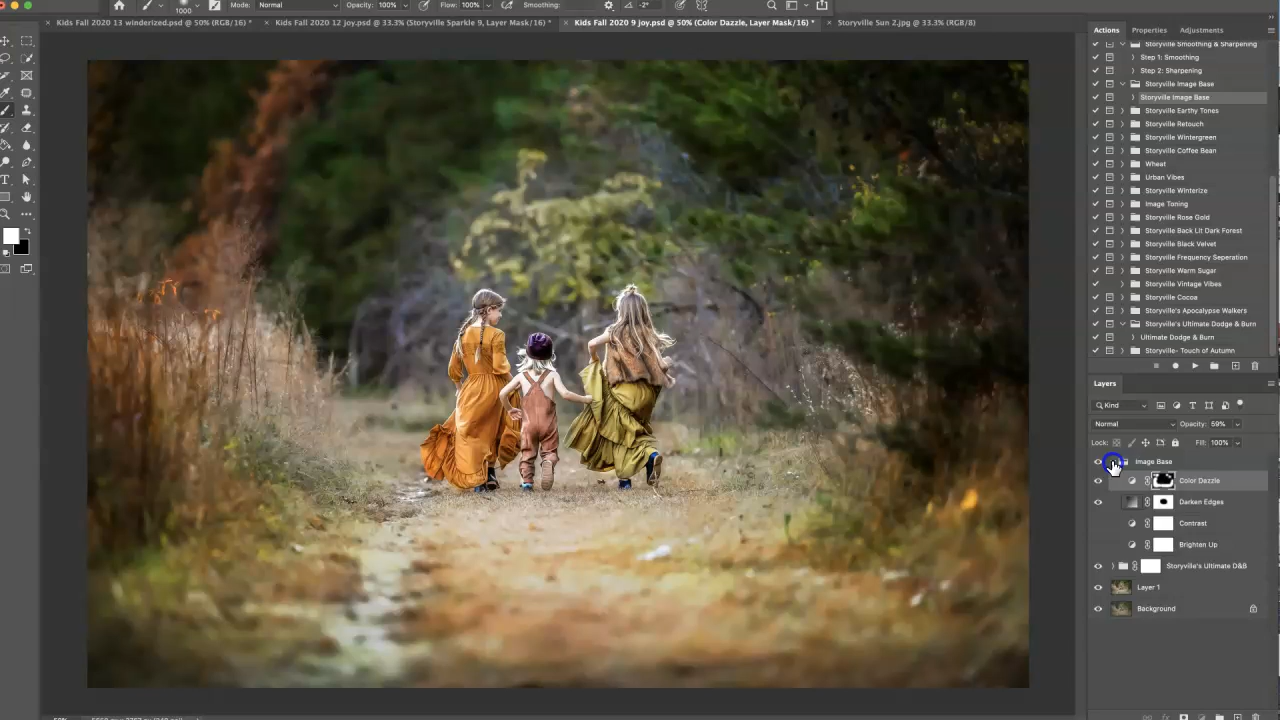 1000 Mode: Normal Opacity: 100% Flow: 100% Smoothing: -2°
Kids Fall 2020 13 winderized.psd @ 50% (RGB/16) * Kids Fall 2020 12 joy.psd @ 33.3% (Storyville Sparkle 9, Layer Mask/16) * Kids Fall 2020 9 joy.psd @ 50% (Color Dazzle, Layer Mask/16) * Storyville Sun 2.jpg @ 33.3% (RGB/8)
Actions Properties Adjustments
Storyville Smoothing & Sharpening
Step 1: Smoothing
Step 2: Sharpening
Storyville Image Base
Storyville Image Base
Storyville Earthy Tones
Storyville Retouch
Storyville Wintergreen
Storyville Coffee Bean
Wheat
Urban Vibes
Storyville Winterize
Image Toning
Storyville Rose Gold
Storyville Back Lit Dark Forest
Storyville Black Velvet
Storyville Frequency Seperation
Storyville Warm Sugar
Storyville Vintage Vibes
Storyville Cocoa
Storyville's Apocalypse Walkers
Storyville's Ultimate Dodge & Burn
Ultimate Dodge & Burn
Storyville- Touch of Autumn
Layers
Kind
Normal Opacity: 59%
Lock: Fill: 100%
Image Base
Color Dazzle
Darken Edges
Contrast
Brighten Up
Storyville's Ultimate D&B
Layer 1
Background